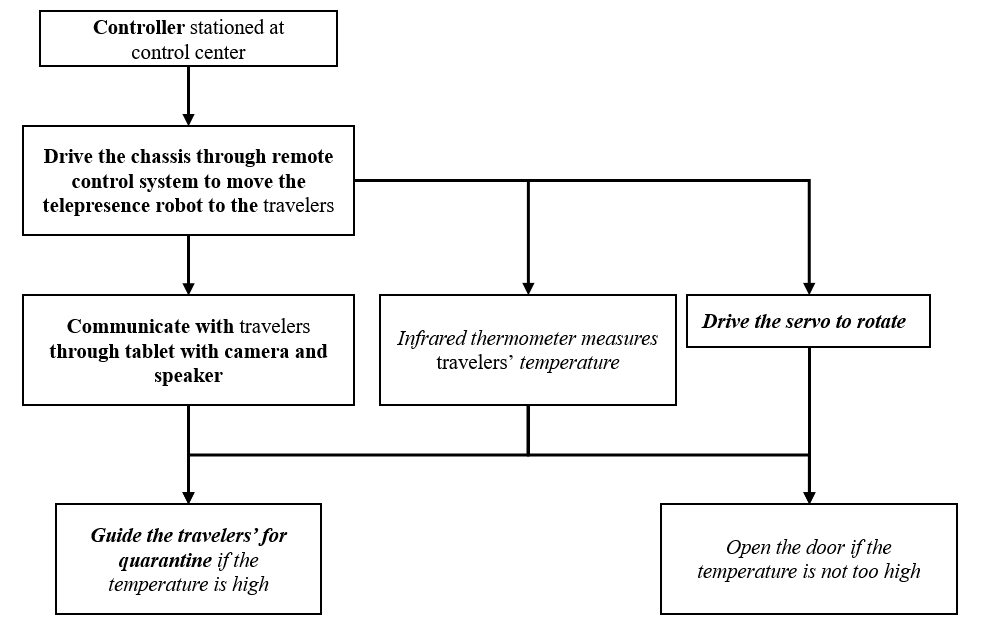 Controller stationed at
control center
Drive the chassis through remote
control system to move the
telepresence robot to the travelers
Communicate with travelers
through tablet with camera and
speaker
Infrared thermometer measures
travelers’ temperature
Drive the servo to rotate
Guide the travelers’ for
quarantine if the
temperature is high
Open the door if the
temperature is not too high